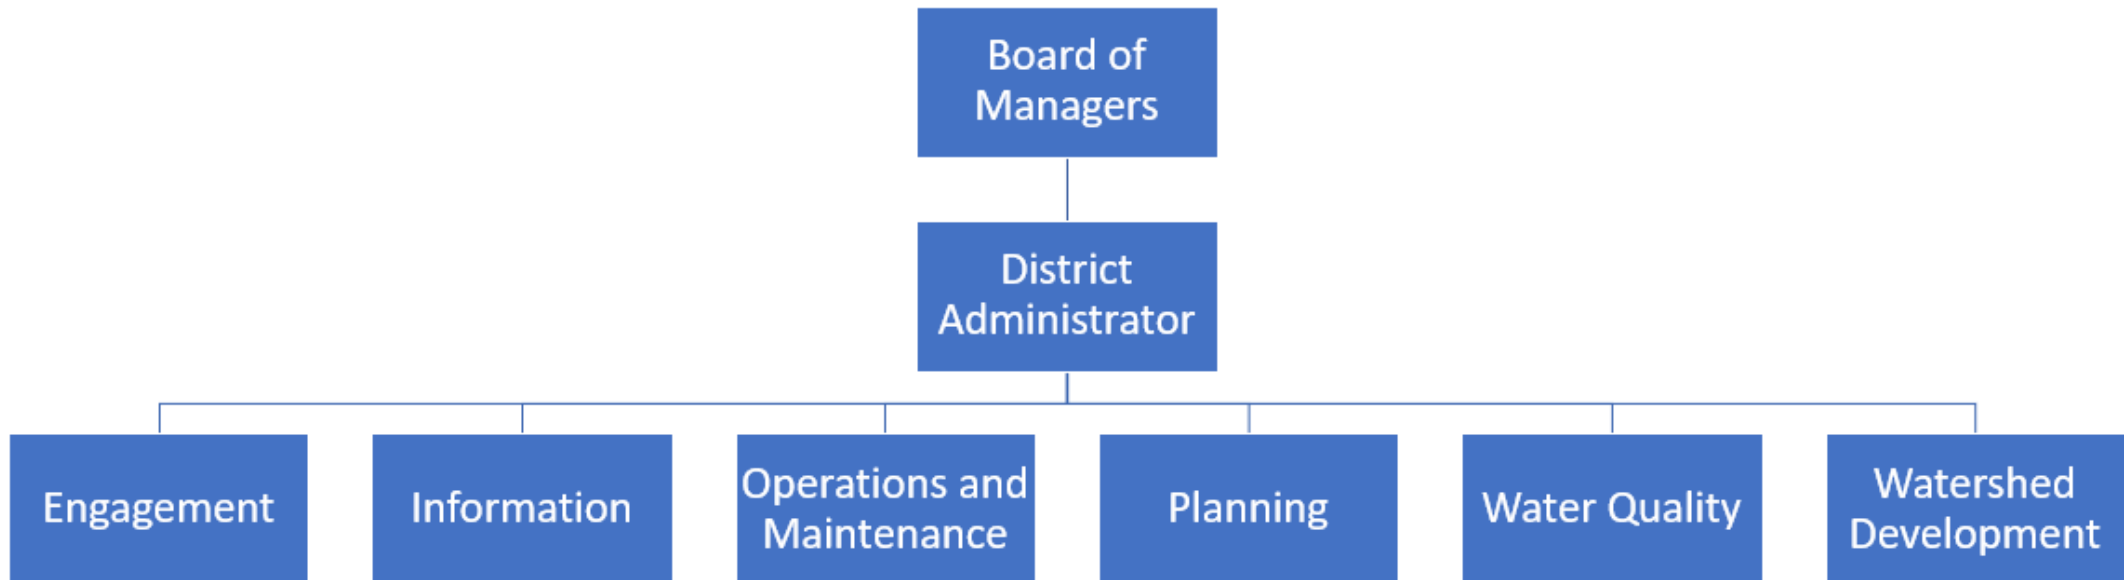 Board of
Managers
District
Administrator
Engagement
Information
Operations and
Maintenance
Planning
Water Quality
Watershed
Development